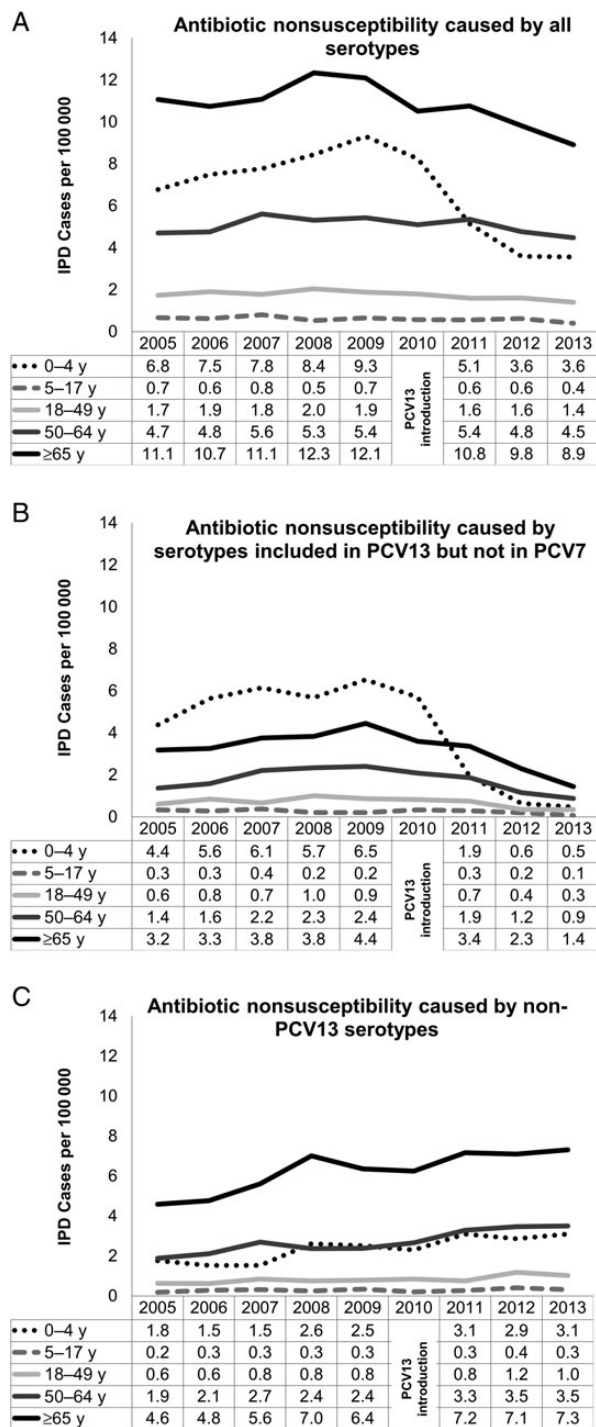 A
Antibiotic nonsusceptibility caused by all
serotypes
IPD Cases per 100 000
14
12
10
8
6
4
2
0
2005 2006 2007 2008 2009 2010 2011 2012 2013
0–4 y 6.8 7.5 7.8 8.4 9.3 5.1 3.6 3.6
5–17 y 0.7 0.6 0.8 0.5 0.7 0.6 0.6 0.4
18–49 y 1.7 1.9 1.8 2.0 1.9 1.6 1.6 1.4
50–64 y 4.7 4.8 5.6 5.3 5.4 5.4 4.8 4.5
≥65 y 11.1 10.7 11.1 12.3 12.1 10.8 9.8 8.9
PCV13
introduction
B
Antibiotic nonsusceptibility caused by
serotypes included in PCV13 but not in PCV7
IPD Cases per 100 000
14
12
10
8
6
4
2
0
2005 2006 2007 2008 2009 2010 2011 2012 2013
0–4 y 4.4 5.6 6.1 5.7 6.5 1.9 0.6 0.5
5–17 y 0.3 0.3 0.4 0.2 0.2 0.3 0.2 0.1
18–49 y 0.6 0.8 0.7 1.0 0.9 0.7 0.4 0.3
50–64 y 1.4 1.6 2.2 2.3 2.4 1.9 1.2 0.9
≥65 y 3.2 3.3 3.8 3.8 4.4 3.4 2.3 1.4
PCV13
introduction
C
Antibiotic nonsusceptibility caused by non-
PCV13 serotypes
IPD Cases per 100 000
14
12
10
8
6
4
2
0
2005 2006 2007 2008 2009 2010 2011 2012 2013
0–4 y 1.8 1.5 1.5 2.6 2.5 3.1 2.9 3.1
5–17 y 0.2 0.3 0.3 0.3 0.3 0.3 0.4 0.3
18–49 y 0.6 0.6 0.8 0.8 0.8 0.8 1.2 1.0
50–64 y 1.9 2.1 2.7 2.4 2.4 3.3 3.5 3.5
≥65 y 4.6 4.8 5.6 7.0 6.4 7.2 7.1 7.3
PCV13
introduction